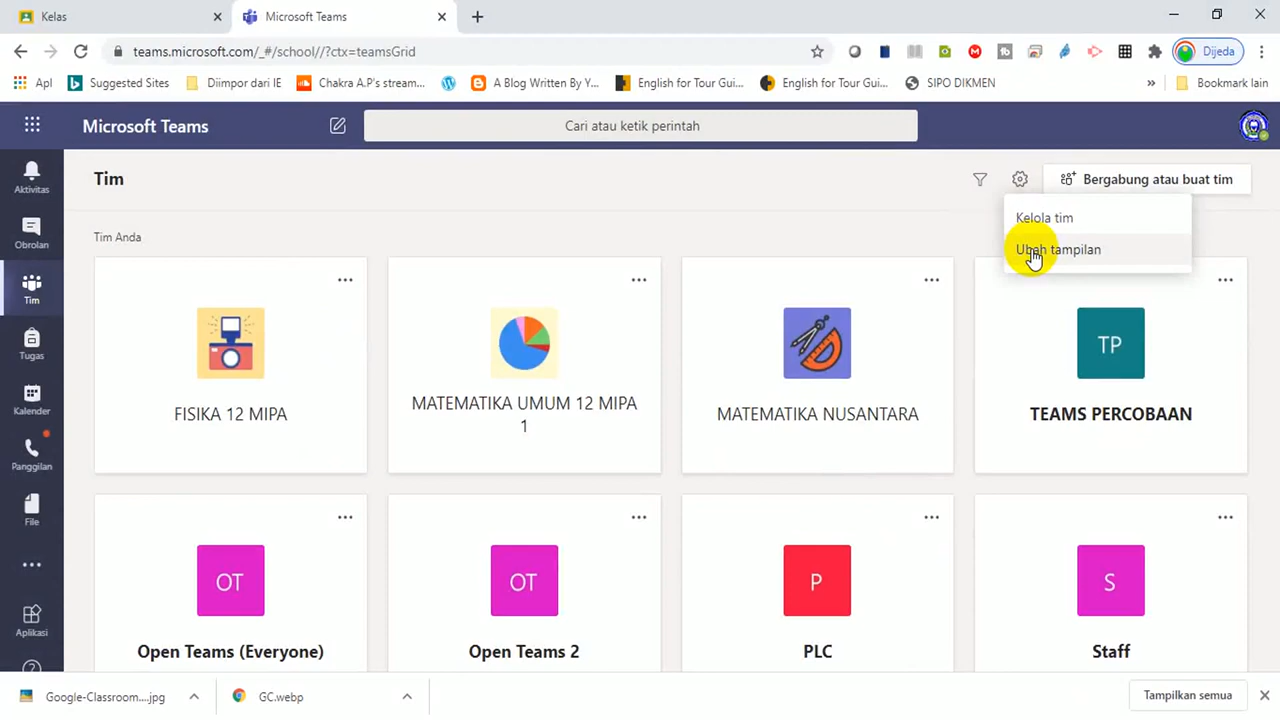 Kelas
Microsoft Teams
Dijeda
teams.microsoft.com/_#/school//?ctx=teamsGrid
Apl
Suggested Sites
Diimpor dari IE
Chakra A.P's stream...
A Blog Written By Y...
English for Tour Gui...
English for Tour Gui...
SIPO DIKMEN
»
Bookmark lain
Microsoft Teams
Cari atau ketik perintah
Aktivitas
Obrolan
Tim
Tugas
Kalender
Panggilan
File
Aplikasi
Tim
Bergabung atau buat tim
Kelola tim
Ubah tampilan
Tim Anda
FISIKA 12 MIPA
MATEMATIKA UMUM 12 MIPA
1
MATEMATIKA NUSANTARA
TP
TEAMS PERCOBAAN
OT
Open Teams (Everyone)
OT
Open Teams 2
P
PLC
S
Staff
Google-Classroom....jpg
GC.webp
Tampilkan semua